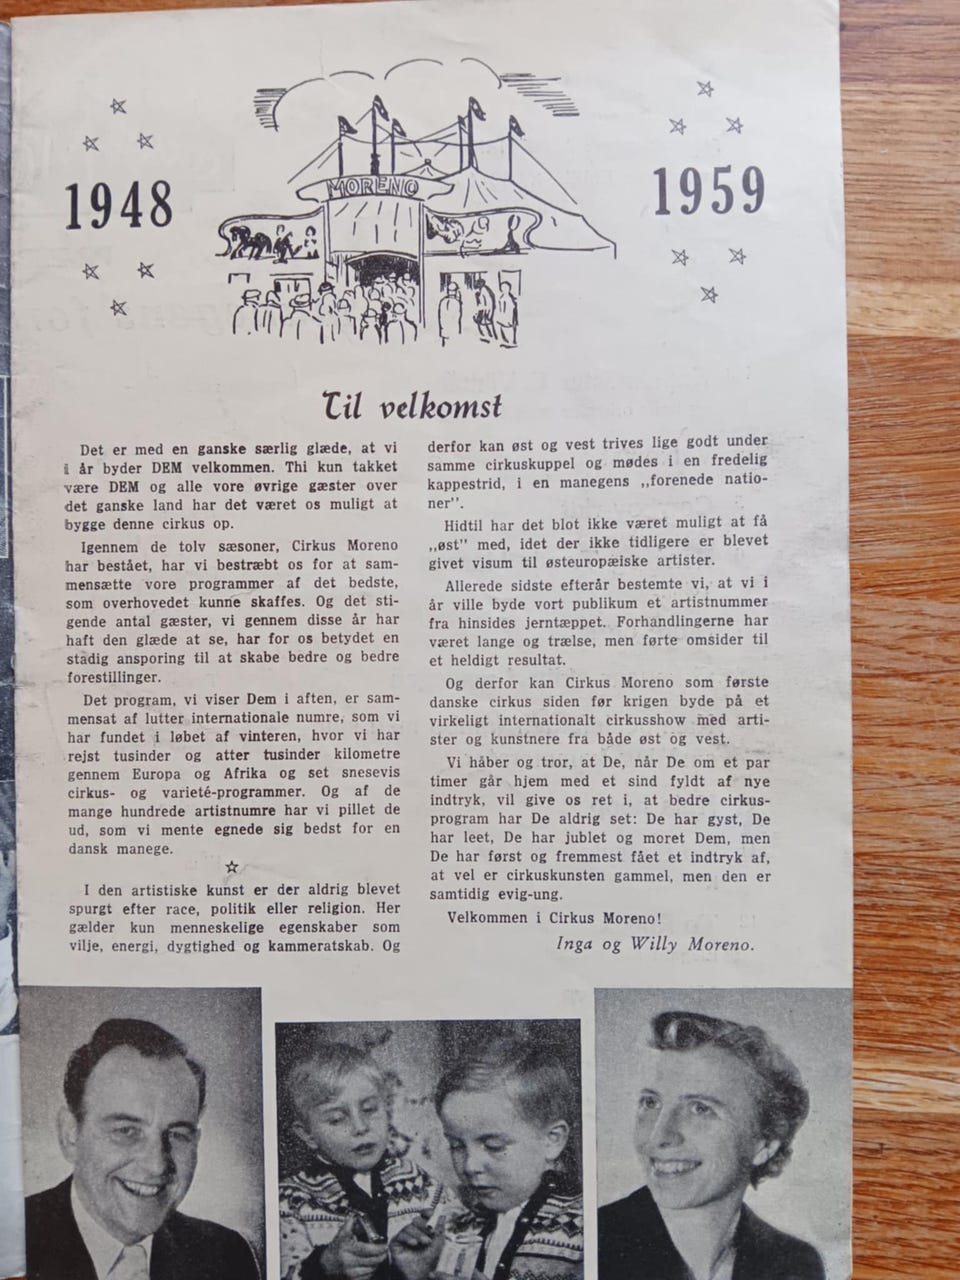 1948
MORENO
1959
Til velkomst
Det er med en ganske særlig glæde, at vi
i år byder DEM velkommen. Thi kun takket
være DEM og alle vore øvrige gæster over
det ganske land har det været os muligt at
bygge denne cirkus op.
Igennem de tolv sæsoner, Cirkus Moreno
har bestået, har vi bestræbt os for at sam-
mensætte vore programmer af det bedste,
som overhovedet kunne skaffes. Og det sti-
gende antal gæster, vi gennem disse år har
haft den glæde at se, har for os betydet en
stadig ansporing til at skabe bedre og bedre
forestillinger.
Det program, vi viser Dem i aften, er sam-
mensat af lutter internationale numre, som vi
har fundet i løbet af vinteren, hvor vi har
rejst tusinder og atter tusinder kilometre
gennem Europa og Afrika og set snesevis
cirkus- og varieté-programmer. Og af de
mange hundrede artistnumre har vi pillet de
ud, som vi mente egnede sig bedst for en
dansk manege.
I den artistiske kunst er der aldrig blevet
spurgt efter race, politik eller religion. Her
gælder kun menneskelige egenskaber som
vilje, energi, dygtighed og kammeratskab. Og
derfor kan øst og vest trives lige godt under
samme cirkuskuppel og mødes i en fredelig
kappestrid, i en manegens „forenede natio-
ner".
Hidtil har det blot ikke været muligt at få
„øst" med, idet der ikke tidligere er blevet
givet visum til østeuropæiske artister.
Allerede sidste efterår bestemte vi, at vi i
år ville byde vort publikum et artistnummer
fra hinsides jerntæppet. Forhandlingerne har
været lange og trælse, men førte omsider til
et heldigt resultat.
Og derfor kan Cirkus Moreno som første
danske cirkus siden før krigen byde på et
virkeligt internationalt cirkusshow med arti-
ster og kunstnere fra både øst og vest.
Vi håber og tror, at De, når De om et par
timer går hjem med et sind fyldt af nye
indtryk, vil give os ret i, at bedre cirkus-
program har De aldrig set: De har gyst, De
har leet, De har jublet og moret Dem, men
De har først og fremmest fået et indtryk af,
at vel er cirkuskunsten gammel, men den er
samtidig evig-ung.
Velkommen i Cirkus Moreno!
Inga og Willy Moreno.